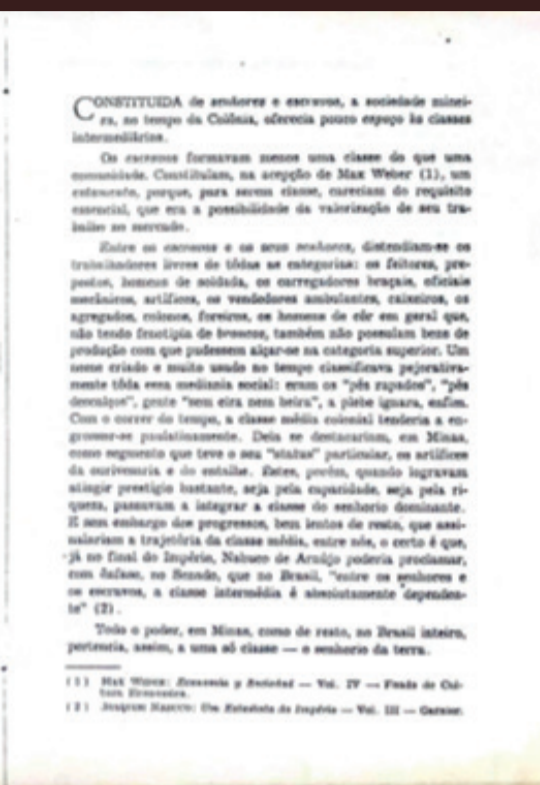 CONSTITUIDA de senhores e escravos, a sociedade minei-
ra, no tempo da Colônia, oferecia pouco espaço às classes
intermediárias.
Os escravos formavam menos uma classe do que uma
comunidade. Constituíam, na acepção de Max Weber (1), um
estamento, porque, para serem classe, careciam do requisito
essencial, que era a possibilidade da valorização de seu tra-
balho no mercado.
Entre os escravos e os seus senhores, distendiam-se os
trabalhadores livres de tôdas as categorias: os feitores, pre-
postos, homens de soldada, os carregadores braçais, oficiais
mecânicos, artífices, os vendedores ambulantes, caixeiros, os
agregados, colonos, foreiros, os homens de côr em geral que,
não tendo fenotipia de brancos, também não possuíam bens de
produção com que pudessem alçar-se na categoria superior. Um
nome criado e muito usado no tempo classificava pejorativa-
mente tôda essa mediania social: eram os "pés rapados", "pés
descalços", gente "sem eira nem beira", a plebe ignara, enfim.
Com o correr do tempo, a classe média colonial tenderia a en-
grossar-se paulatinamente. Dela se destacariam, em Minas,
como segmento que teve o seu "status" particular, os artífices
da ourivesaria e do entalhe. Estes, porém, quando logravam
atingir prestígio bastante, seja pela capacidade, seja pela ri-
queza, passavam a integrar a classe do senhorio dominante.
E sem embargo dos progressos, bem lentos de resto, que assi-
nalariam a trajetória da classe média, entre nós, o certo é que,
já no final do Império, Nabuco de Araújo poderia proclamar,
com ênfase, no Senado, que no Brasil, "entre os senhores e
os escravos, a classe intermédia é absolutamente dependen-
te" (2).
Todo o poder, em Minas, como de resto, no Brasil inteiro,
pertencia, assim, a uma só classe — o senhorio da terra.
(1) MAX WEBER: Economia y Sociedad — Vol. IV — Fondo de Cul-
tura Economica.
(2) JOAQUIM NABUCO: Um Estadista do Império — Vol. III — Garnier.